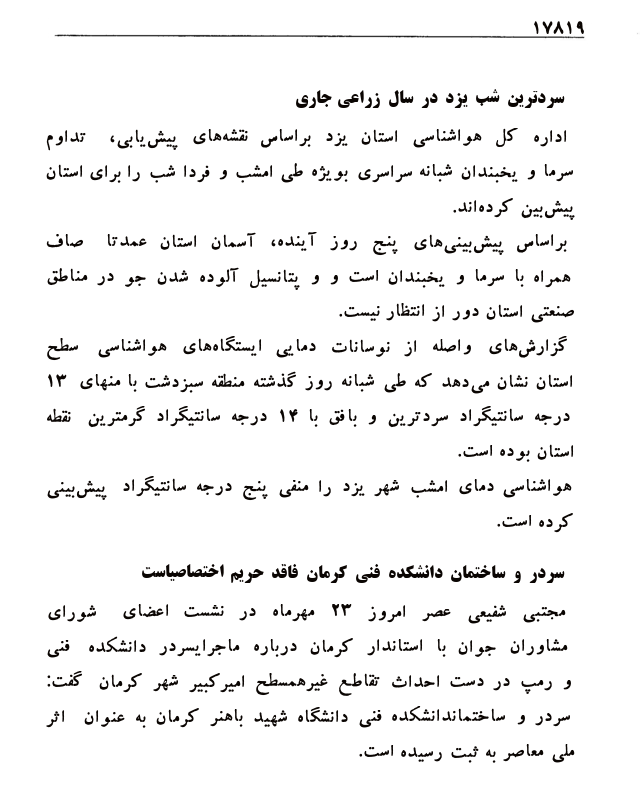 ۱۷۸۱۹
سردترین شب یزد در سال زراعی جاری
اداره کل هواشناسی استان یزد براساس نقشه‌های پیش‌یابی، تداوم
سرما و یخبندان شبانه سراسری بویژه طی امشب و فردا شب را برای استان
پیش‌بین کرده‌اند.
براساس پیش‌بینی‌های پنج روز آینده، آسمان استان عمدتا صاف
همراه با سرما و یخبندان است و و پتانسیل آلوده شدن جو در مناطق
صنعتی استان دور از انتظار نیست.
گزارش‌های واصله از نوسانات دمایی ایستگاه‌های هواشناسی سطح
استان نشان می‌دهد که طی شبانه روز گذشته منطقه سبزدشت با منهای ۱۳
درجه سانتیگراد سردترین و بافق با ۱۴ درجه سانتیگراد گرمترین نقطه
استان بوده است.
هواشناسی دمای امشب شهر یزد را منفی پنج درجه سانتیگراد پیش‌بینی
کرده است.
سردر و ساختمان دانشکده فنی کرمان فاقد حریم اختصاصیاست
مجتبی شفیعی عصر امروز ۲۳ مهرماه در نشست اعضای شورای
مشاوران جوان با استاندار کرمان درباره ماجرایسردر دانشکده فنی
و رمپ در دست احداث تقاطع غیرهمسطح امیرکبیر شهر کرمان گفت:
سردر و ساختماندانشکده فنی دانشگاه شهید باهنر کرمان به عنوان اثر
ملی معاصر به ثبت رسیده است.